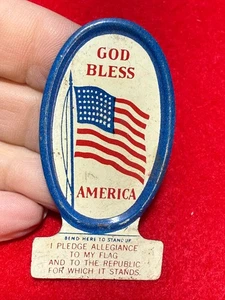 GOD
BLESS
AMERICA
BEND HERE TO STAND UP
I PLEDGE ALLEGIANCE
TO MY FLAG
AND TO THE REPUBLIC
FOR WHICH IT STANDS.